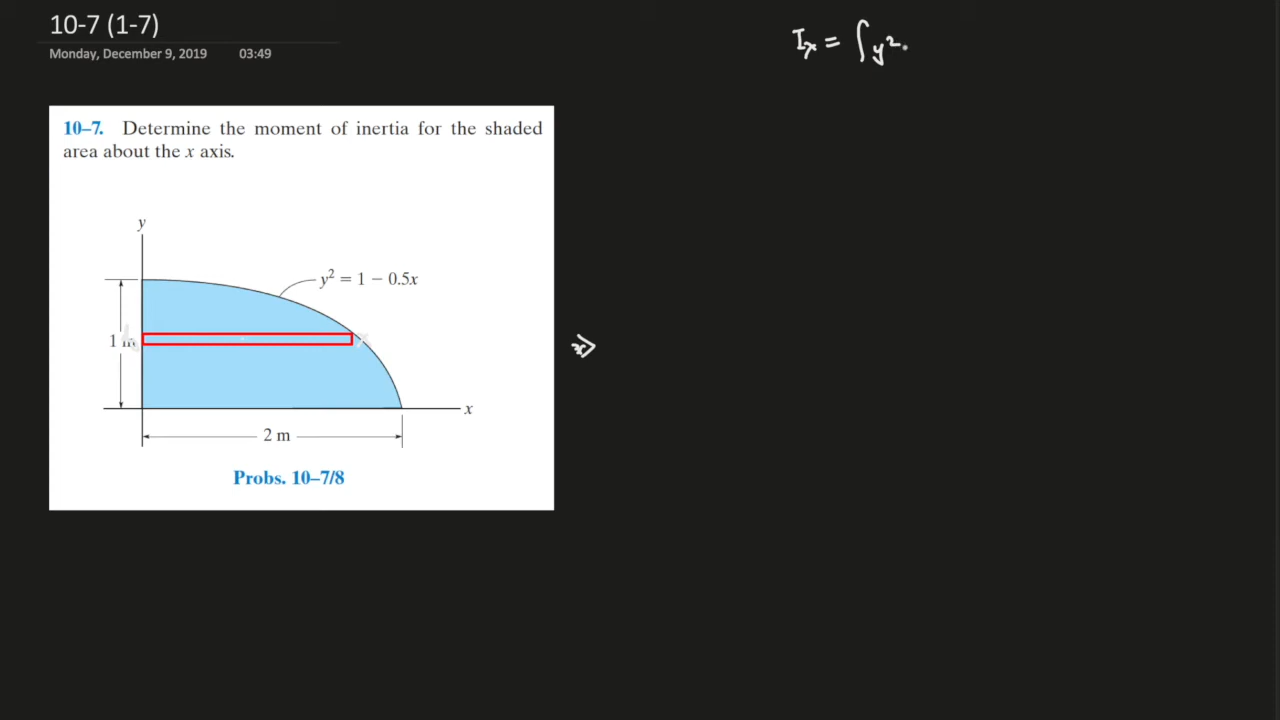 10-7 (1-7)
Monday, December 9, 2019 03:49
Iₓ = ∫ y².
10–7. Determine the moment of inertia for the shaded
area about the x axis.
y
y² = 1 − 0.5x
1 m
x
2 m
Probs. 10–7/8